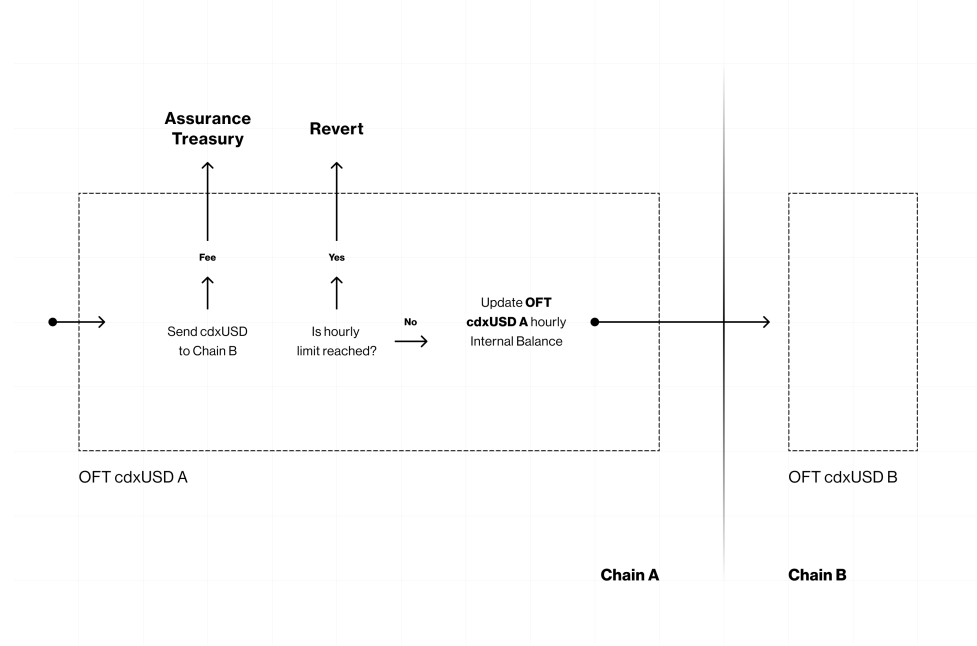 Assurance
Treasury
Revert
Fee
Yes
Send cdxUSD
to Chain B
Is hourly
limit reached?
No
Update OFT
cdxUSD A hourly
Internal Balance
OFT cdxUSD A
OFT cdxUSD B
Chain A
Chain B